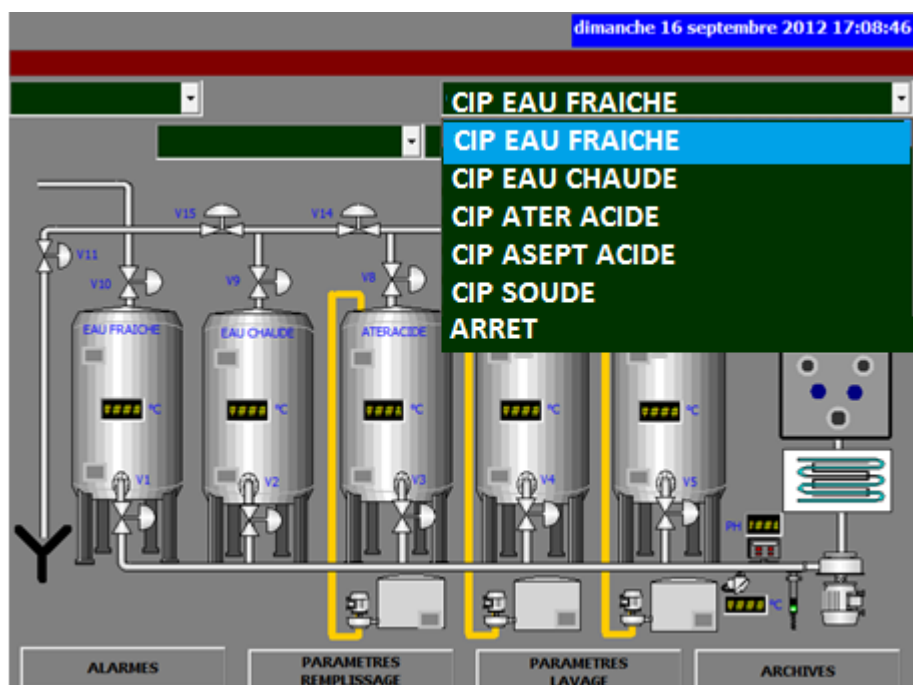 dimanche 16 septembre 2012 17:08:46
CIP EAU FRAICHE
CIP EAU FRAICHE
CIP EAU CHAUDE
CIP ATER ACIDE
CIP ASEPT ACIDE
CIP SOUDE
ARRET
V15
V14
V11
V10
V9
V8
EAU FRAICHE
EAU CHAUDE
ATERACIDE
°C
°C
°C
°C
°C
V1
V2
V3
V4
V5
PH
°C
ALARMES
PARAMETRES
REMPLISSAGE
PARAMETRES
LAVAGE
ARCHIVES